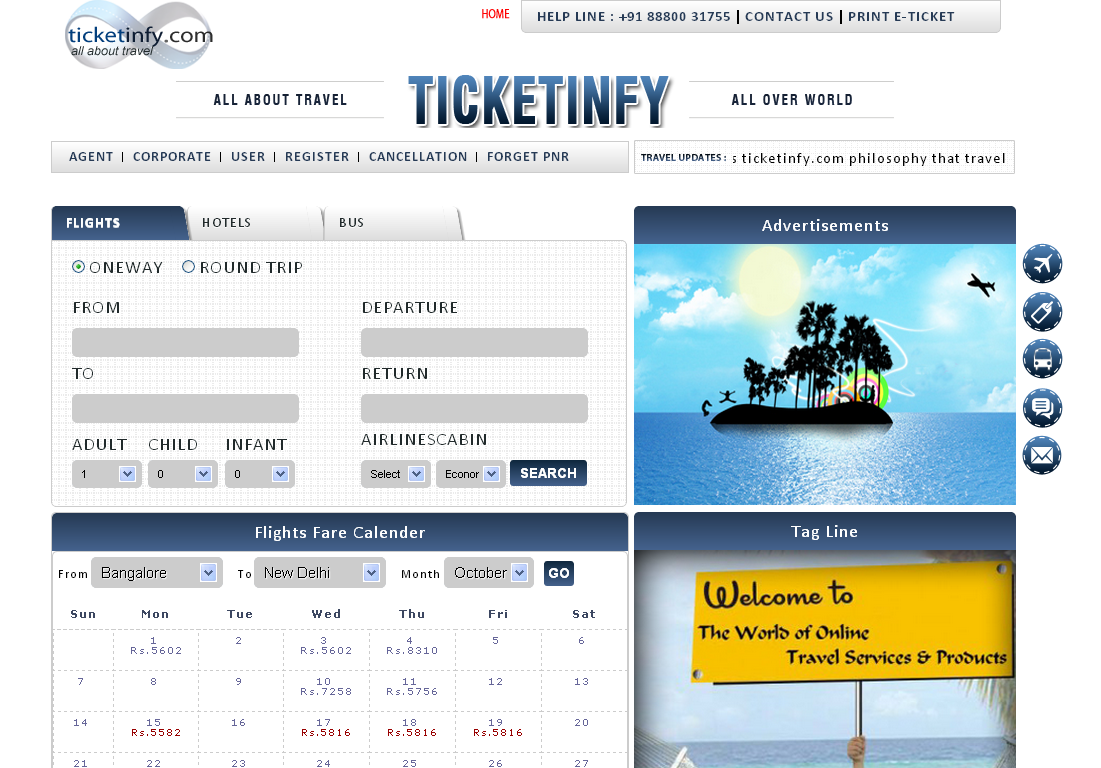 ticketinfy.com
all about travel
HOME
HELP LINE : +91 88800 31755 | CONTACT US | PRINT E-TICKET
ALL ABOUT TRAVEL
TICKETINFY
ALL OVER WORLD
AGENT | CORPORATE | USER | REGISTER | CANCELLATION | FORGET PNR
TRAVEL UPDATES : s ticketinfy.com philosophy that travel
FLIGHTS HOTELS BUS
Advertisements
ONEWAY ROUND TRIP
FROM DEPARTURE
TO RETURN
ADULT CHILD INFANT AIRLINES CABIN
1 0 0 Select Econor SEARCH
Flights Fare Calender
Tag Line
From Bangalore To New Delhi Month October GO
Welcome to
The World of Online
Travel Services & Products
Sun Mon Tue Wed Thu Fri Sat
1 2 3 4 5 6
Rs.5602 Rs.5602 Rs.8310
7 8 9 10 11 12 13
Rs.7258 Rs.5756
14 15 16 17 18 19 20
Rs.5582 Rs.5816 Rs.5816 Rs.5816
21 22 23 24 25 26 27